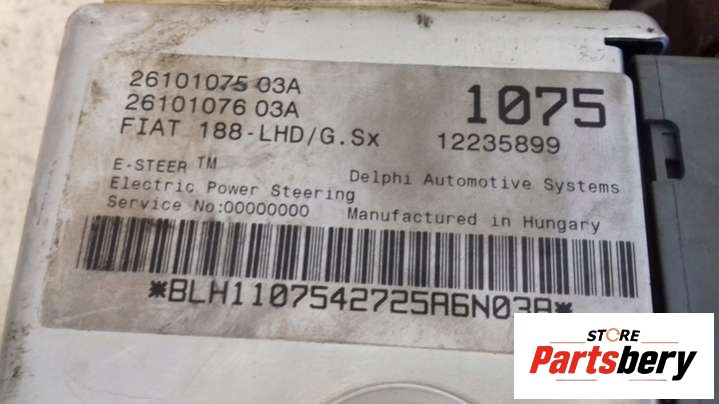 26101075 03A
26101076 03A
1075
FIAT 188-LHD/G.Sx 12235899
E-STEER TM
Electric Power Steering
Delphi Automotive Systems
Service No:00000000
Manufactured in Hungary
*BLH1107542725A6N03A*
STORE
Partsbery